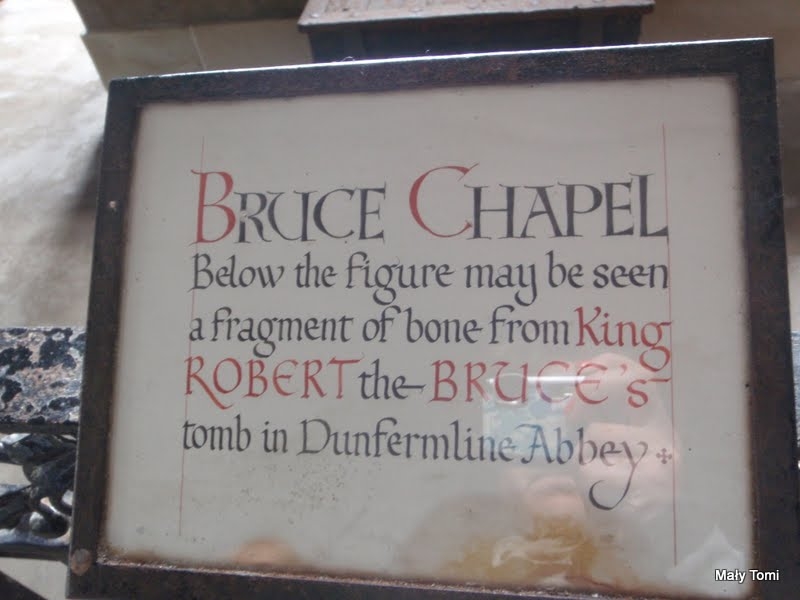 BRUCE CHAPEL
Below the figure may be seen
a fragment of bone from King
ROBERT the BRUCE's
tomb in Dunfermline Abbey
Mały Tomi